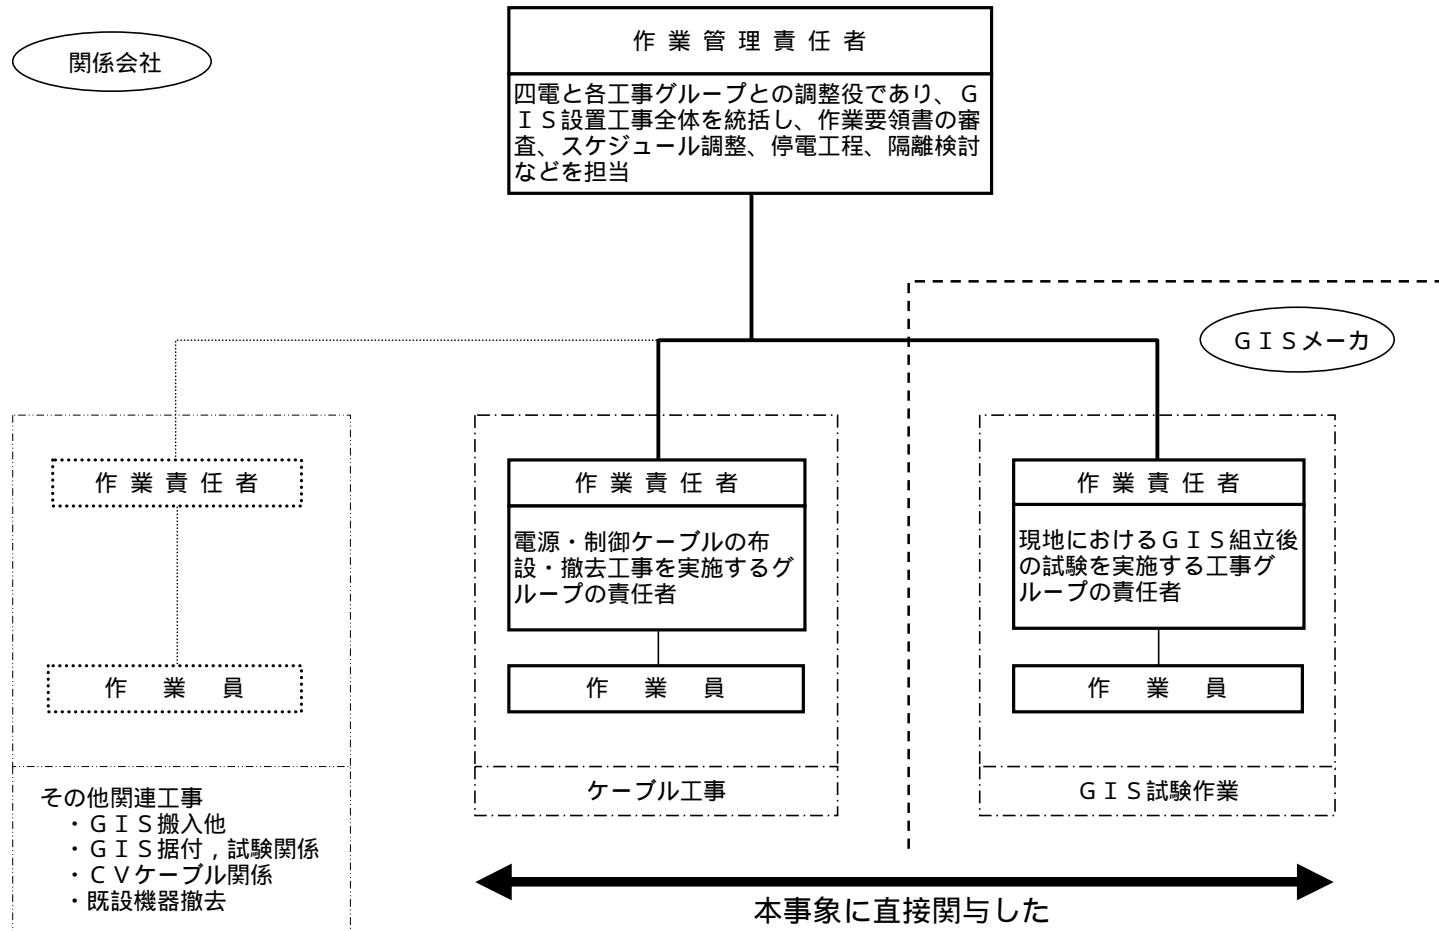 関係会社
作業管理責任者
四電と各工事グループとの調整役であり、Ｇ
ＩＳ設置工事全体を統括し、作業要領書の審
査、スケジュール調整、停電工程、隔離検討
などを担当
ＧＩＳメーカ
作業責任者
作業員
その他関連工事
・ＧＩＳ搬入他
・ＧＩＳ据付，試験関係
・ＣＶケーブル関係
・既設機器撤去
作業責任者
電源・制御ケーブルの布
設・撤去工事を実施するグ
ループの責任者
作業員
ケーブル工事
作業責任者
現地におけるＧＩＳ組立後
の試験を実施する工事グ
ループの責任者
作業員
ＧＩＳ試験作業
本事象に直接関与した